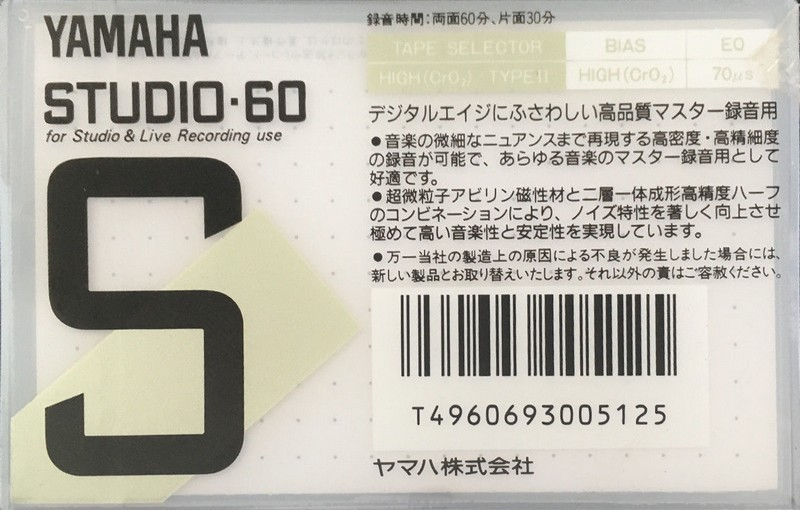 YAMAHA
STUDIO·60
for Studio & Live Recording use
S
録音時間:両面60分、片面30分
TAPE SELECTOR BIAS EQ
HIGH(CrO₂) TYPEII HIGH(CrO₂) 70μs
デジタルエイジにふさわしい高品質マスター録音用
●音楽の微細なニュアンスまで再現する高密度・高精細度
の録音が可能で、あらゆる音楽のマスター録音用として
好適です。
●超微粒子アビリン磁性材と二層一体成形高精度ハーフ
のコンビネーションにより、ノイズ特性を著しく向上させ
極めて高い音楽性と安定性を実現しています。
●万一当社の製造上の原因による不良が発生しました場合には、
新しい製品とお取り替えいたします。それ以外の責はご容赦ください。
T4960693005125
ヤマハ株式会社